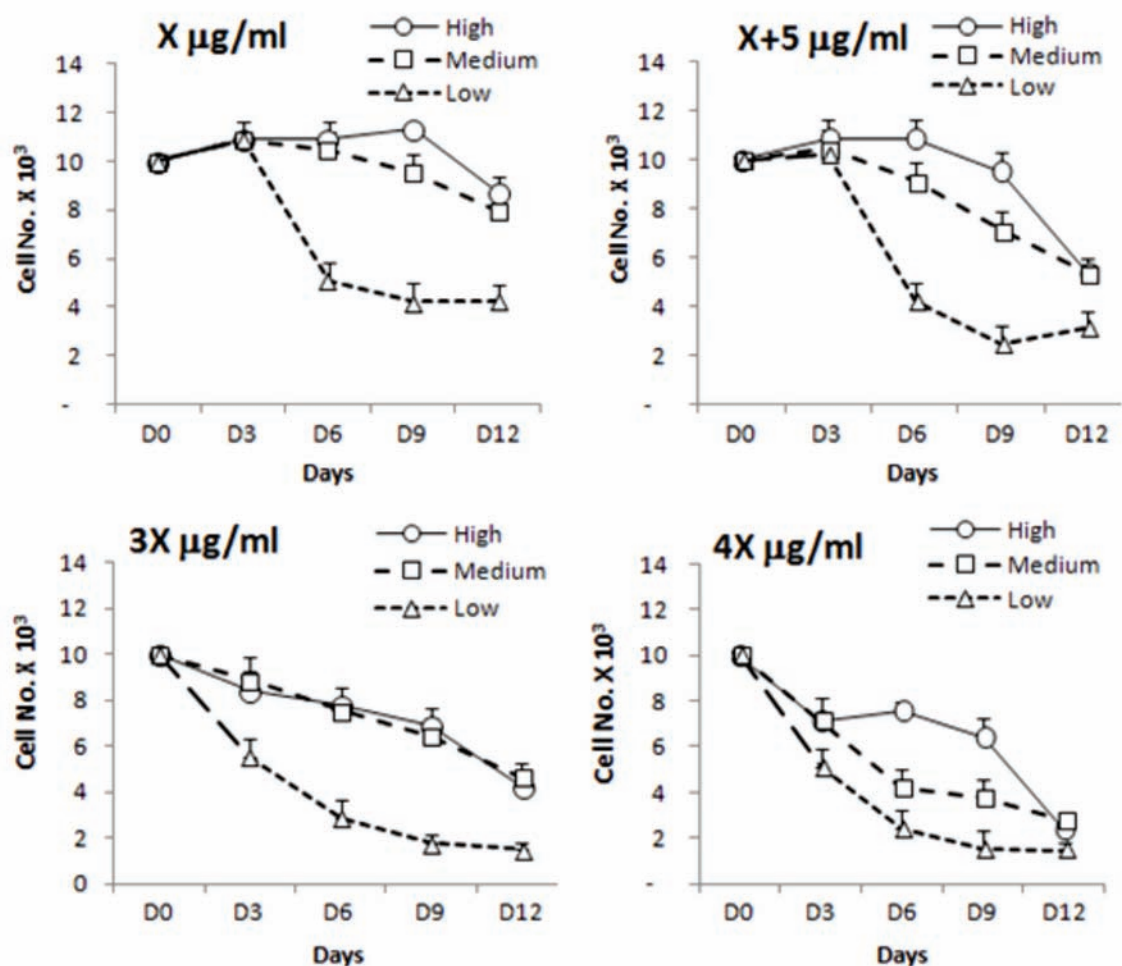 X μg/ml
High
Medium
Low
14
12
10
8
6
4
2
-
Cell No. X 10³
D0 D3 D6 D9 D12
Days
X+5 μg/ml
High
Medium
Low
14
12
10
8
6
4
2
-
Cell No. X 10³
D0 D3 D6 D9 D12
Days
3X μg/ml
High
Medium
Low
14
12
10
8
6
4
2
0
Cell No. X 10³
D0 D3 D6 D9 D12
Days
4X μg/ml
High
Medium
Low
14
12
10
8
6
4
2
-
Cell No. X 10³
D0 D3 D6 D9 D12
Days